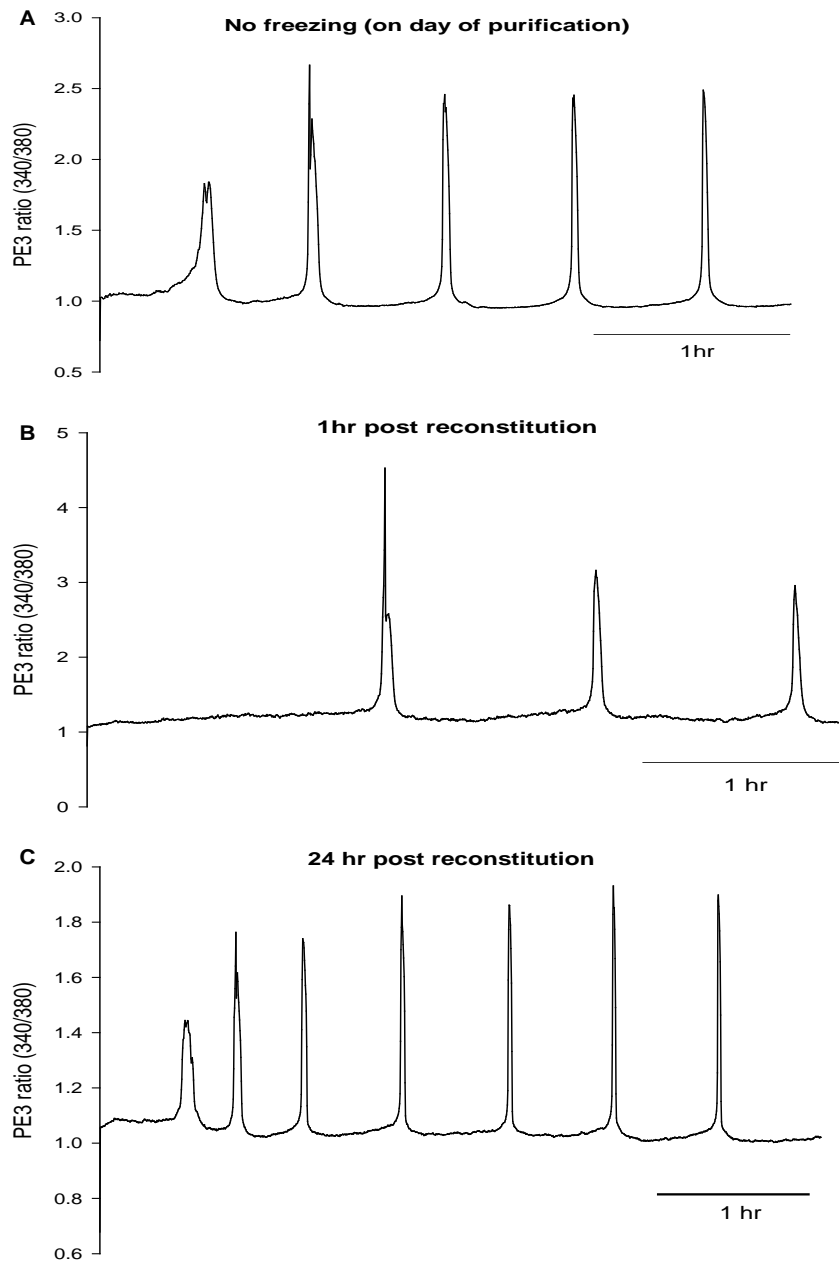 A
No freezing (on day of purification)
3.0
2.5
2.0
1.5
1.0
0.5
PE3 ratio (340/380)
1hr
B
1hr post reconstitution
5
4
3
2
1
0
PE3 ratio (340/380)
1 hr
C
24 hr post reconstitution
2.0
1.8
1.6
1.4
1.2
1.0
0.8
0.6
PE3 ratio (340/380)
1 hr